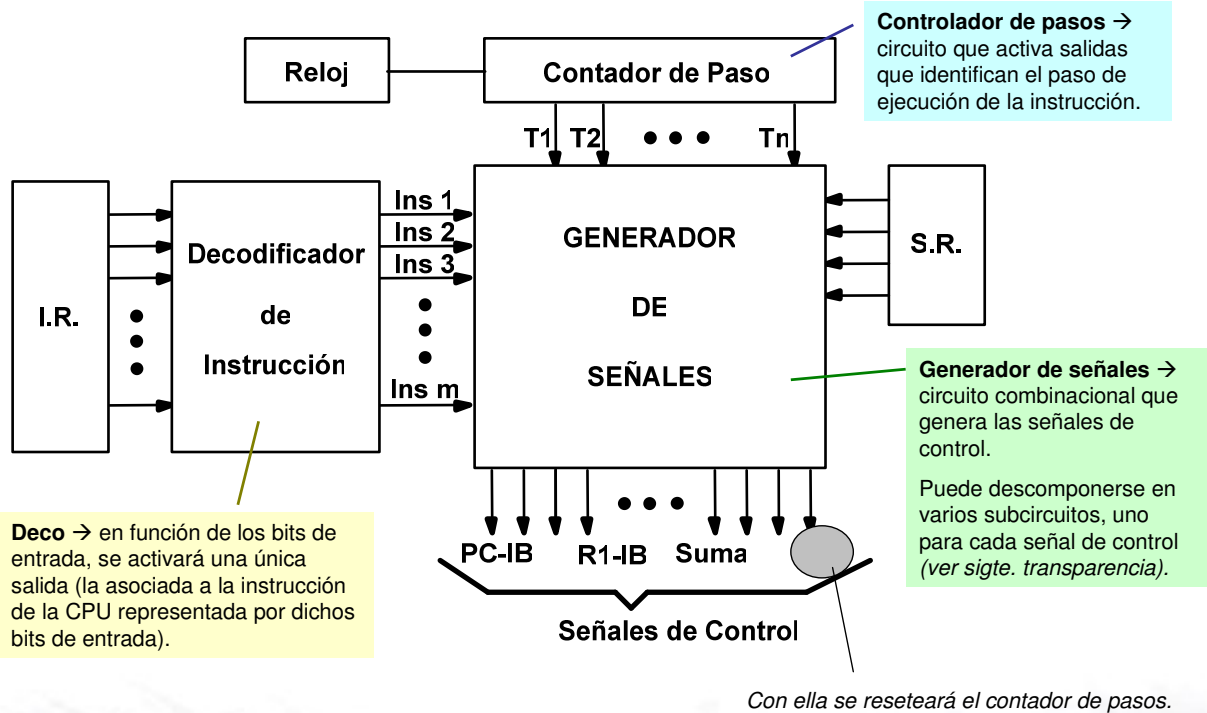 Controlador de pasos →
circuito que activa salidas
que identifican el paso de
ejecución de la instrucción.
Reloj
Contador de Paso
T1 T2 ● ● ● Tn
I.R.
Decodificador
de
Instrucción
Ins 1
Ins 2
Ins 3
Ins m
GENERADOR
DE
SEÑALES
S.R.
Generador de señales →
circuito combinacional que
genera las señales de
control.
Puede descomponerse en
varios subcircuitos, uno
para cada señal de control
(ver sigte. transparencia).
Deco → en función de los bits de
entrada, se activará una única
salida (la asociada a la instrucción
de la CPU representada por dichos
bits de entrada).
PC-IB R1-IB Suma
Señales de Control
Con ella se reseteará el contador de pasos.